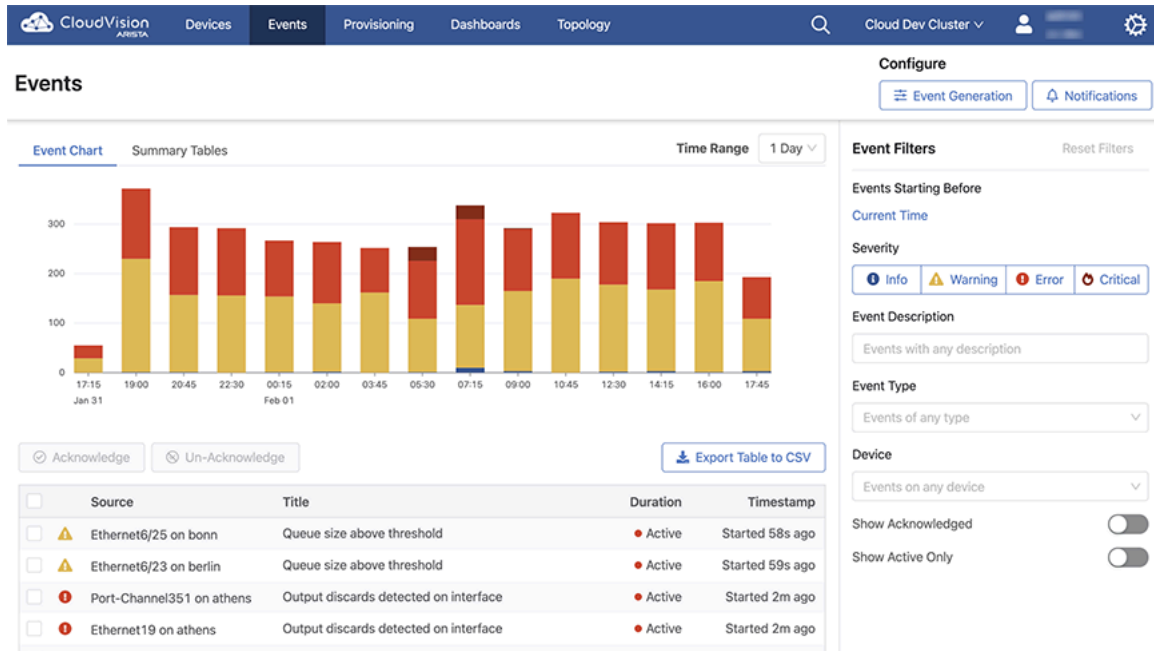 CloudVision
ARISTA
Devices Events Provisioning Dashboards Topology Cloud Dev Cluster
Events
Configure
Event Generation Notifications
Event Chart Summary Tables Time Range 1 Day
300
200
100
0
17:15 19:00 20:45 22:30 00:15 02:00 03:45 05:30 07:15 09:00 10:45 12:30 14:15 16:00 17:45
Jan 31 Feb 01
Acknowledge Un-Acknowledge Export Table to CSV
Source Title Duration Timestamp
Ethernet6/25 on bonn Queue size above threshold Active Started 58s ago
Ethernet6/23 on berlin Queue size above threshold Active Started 59s ago
Port-Channel351 on athens Output discards detected on interface Active Started 2m ago
Ethernet19 on athens Output discards detected on interface Active Started 2m ago
Event Filters Reset Filters
Events Starting Before
Current Time
Severity
Info Warning Error Critical
Event Description
Events with any description
Event Type
Events of any type
Device
Events on any device
Show Acknowledged
Show Active Only